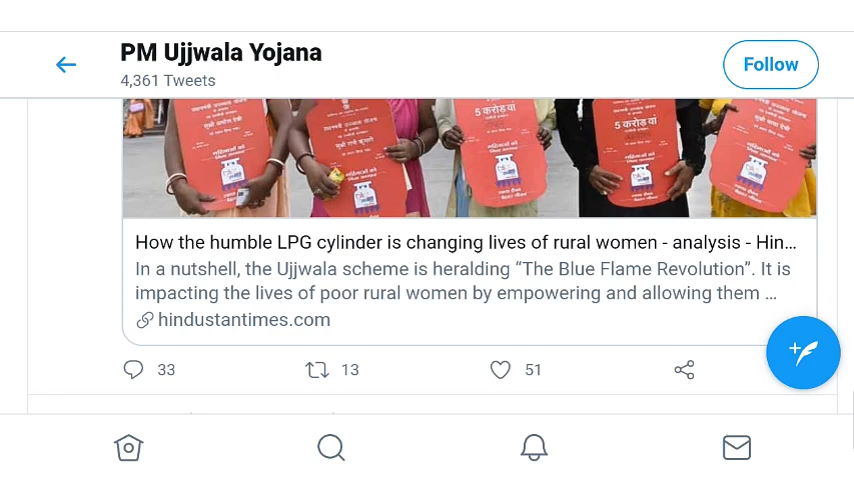 PM Ujjwala Yojana
4,361 Tweets
Follow
5 करोड़ वां
5 करोड़ वां
How the humble LPG cylinder is changing lives of rural women - analysis - Hin...
In a nutshell, the Ujjwala scheme is heralding “The Blue Flame Revolution”. It is
impacting the lives of poor rural women by empowering and allowing them ...
hindustantimes.com
33
13
51